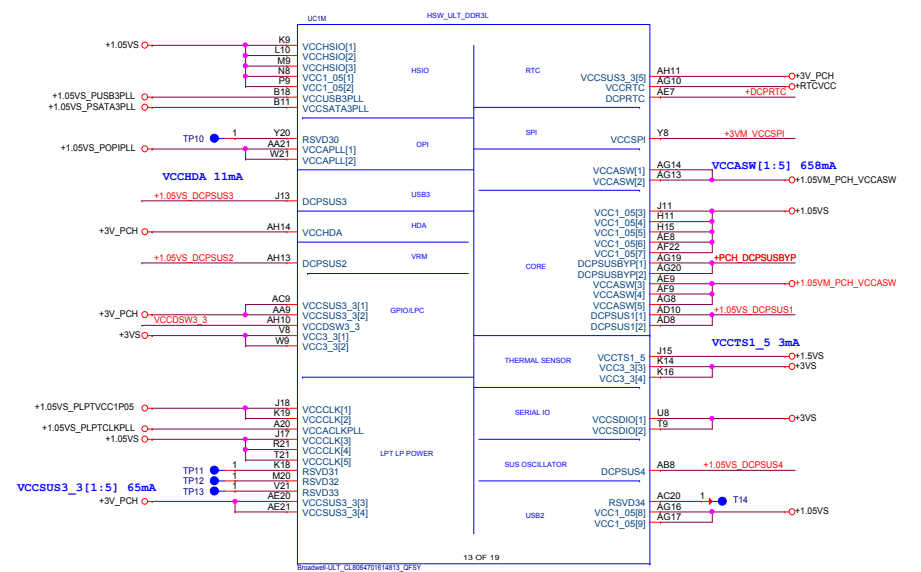 HSW_ULT_DDR3L
UC1M
+1.05VS
K9
VCCHSIO[1]
L10
VCCHSIO[2]
M9
VCCHSIO[3]
N8
VCC1_05[1]
P9
VCC1_05[2]
+1.05VS_PUSB3PLL
B18
VCCUSB3PLL
+1.05VS_PSATA3PLL
B11
VCCSATA3PLL
HSIO
TP10
1
Y20
RSVD30
+1.05VS_POPIPLL
AA21
VCCAPLL[1]
W21
VCCAPLL[2]
OPI
VCCHDA 11mA
+1.05VS_DCPSUS3
J13
DCPSUS3
USB3
+3V_PCH
AH14
VCCHDA
HDA
+1.05VS_DCPSUS2
AH13
DCPSUS2
VRM
AC9
VCCSUS3_3[1]
+3V_PCH
AA9
VCCSUS3_3[2]
VCCDSW3_3
AH10
VCCDSW3_3
+3VS
V8
VCC3_3[1]
W9
VCC3_3[2]
GPIO/LPC
+1.05VS_PLPTVCC1P05
J18
VCCCLK[1]
K19
VCCCLK[2]
+1.05VS_PLPTCLKPLL
A20
VCCACLKPLL
+1.05VS
J17
VCCCLK[3]
R21
VCCCLK[4]
T21
VCCCLK[5]
TP11
1
K18
RSVD31
TP12
1
M20
RSVD32
TP13
1
V21
RSVD33
VCCSUS3_3[1:5] 65mA
+3V_PCH
AE20
VCCSUS3_3[3]
AE21
VCCSUS3_3[4]
LPT LP POWER
RTC
VCCSUS3_3[5]
AH11
+3V_PCH
VCCRTC
AG10
+RTCVCC
DCPRTC
AE7
+DCPRTC
SPI
VCCSPI
Y8
+3VM_VCCSPI
VCCASW[1]
AG14
VCCASW[1:5] 658mA
VCCASW[2]
AG13
+1.05VM_PCH_VCCASW
CORE
VCC1_05[3]
J11
+1.05VS
VCC1_05[4]
H11
VCC1_05[5]
H15
VCC1_05[6]
AE8
VCC1_05[7]
AF22
DCPSUSBYP[1]
AG19
+PCH_DCPSUSBYP
DCPSUSBYP[2]
AG20
VCCASW[3]
AE9
+1.05VM_PCH_VCCASW
VCCASW[4]
AF9
VCCASW[5]
AG8
DCPSUS1[1]
AD10
+1.05VS_DCPSUS1
DCPSUS1[2]
AD8
VCCTS1_5 3mA
THERMAL SENSOR
VCCTS1_5
J15
+1.5VS
VCC3_3[3]
K14
+3VS
VCC3_3[4]
K16
SERIAL IO
VCCSDIO[1]
U8
+3VS
VCCSDIO[2]
T9
SUS OSCILLATOR
DCPSUS4
AB8
+1.05VS_DCPSUS4
USB2
RSVD34
AC20
1
T14
VCC1_05[8]
AG16
+1.05VS
VCC1_05[9]
AG17
13 OF 19
Broadwell-ULT_CL8064701614813_QFSY